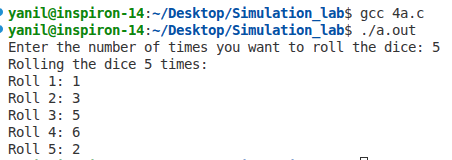 yanil@inspiron-14:~/Desktop/Simulation_lab$ gcc 4a.c
yanil@inspiron-14:~/Desktop/Simulation_lab$ ./a.out
Enter the number of times you want to roll the dice: 5
Rolling the dice 5 times:
Roll 1: 1
Roll 2: 3
Roll 3: 5
Roll 4: 6
Roll 5: 2